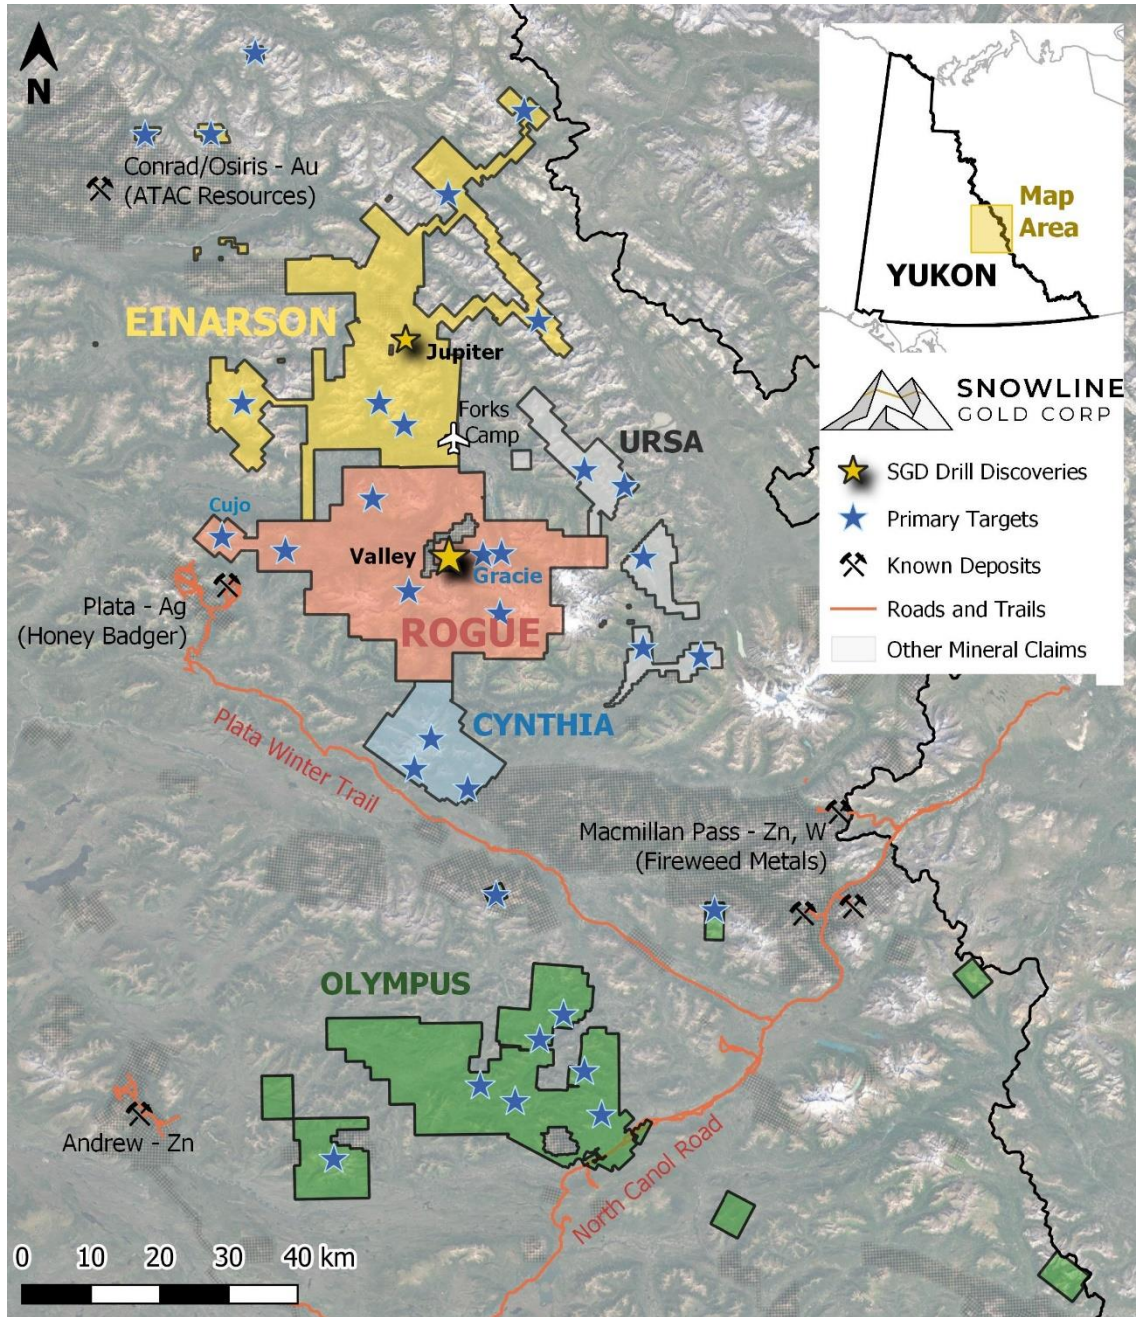 N
Conrad/Osiris - Au
(ATAC Resources)
EINARSON
Jupiter
Forks
Camp
URSA
Cujo
Valley
Gracie
Plata - Ag
(Honey Badger)
ROGUE
CYNTHIA
Plata Winter Trail
Macmillan Pass - Zn, W
(Fireweed Metals)
OLYMPUS
Andrew - Zn
North Canol Road
0 10 20 30 40 km
Map
Area
YUKON
SNOWLINE
GOLD CORP
SGD Drill Discoveries
Primary Targets
Known Deposits
Roads and Trails
Other Mineral Claims